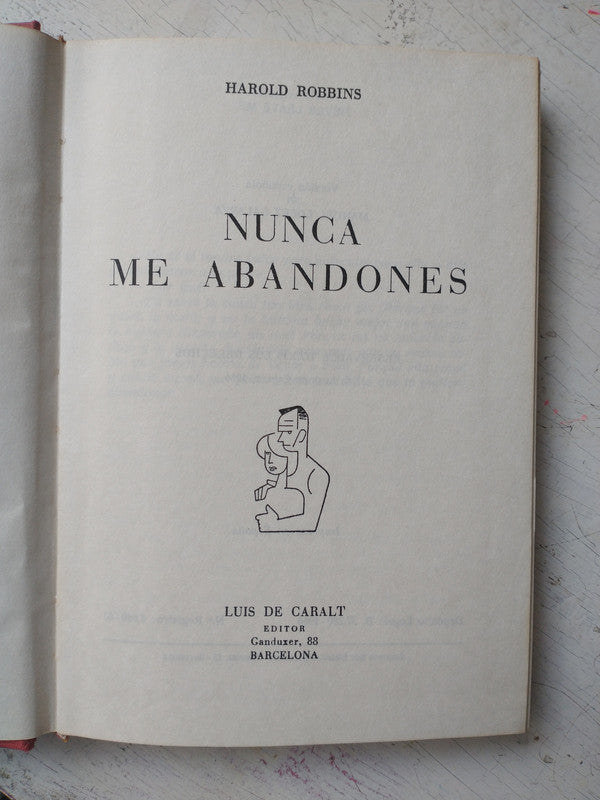 HAROLD ROBBINS
NUNCA
ME ABANDONES
LUIS DE CARALT
EDITOR
Ganduxer, 88
BARCELONA